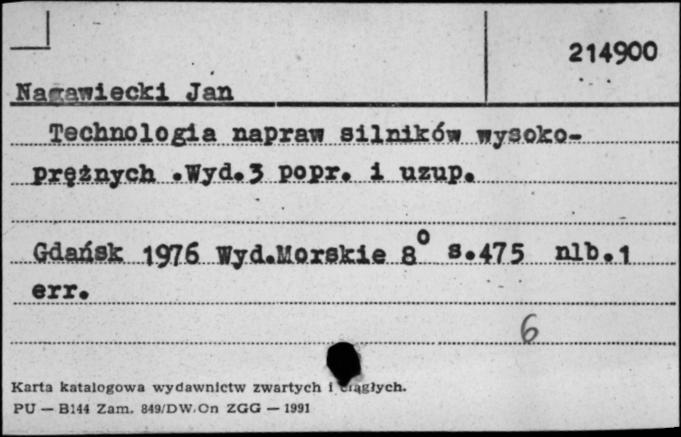 214900
Nagawiecki Jan
Technologia napraw silników wysoko-
prężnych .Wyd.3 popr. i uzup.
Gdańsk 1976 Wyd.Morskie 8° s.475 nlb.1
err.
6
Karta katalogowa wydawnictw zwartych i ciągłych.
PU — B144 Zam. 849/DW.On ZGG — 1991